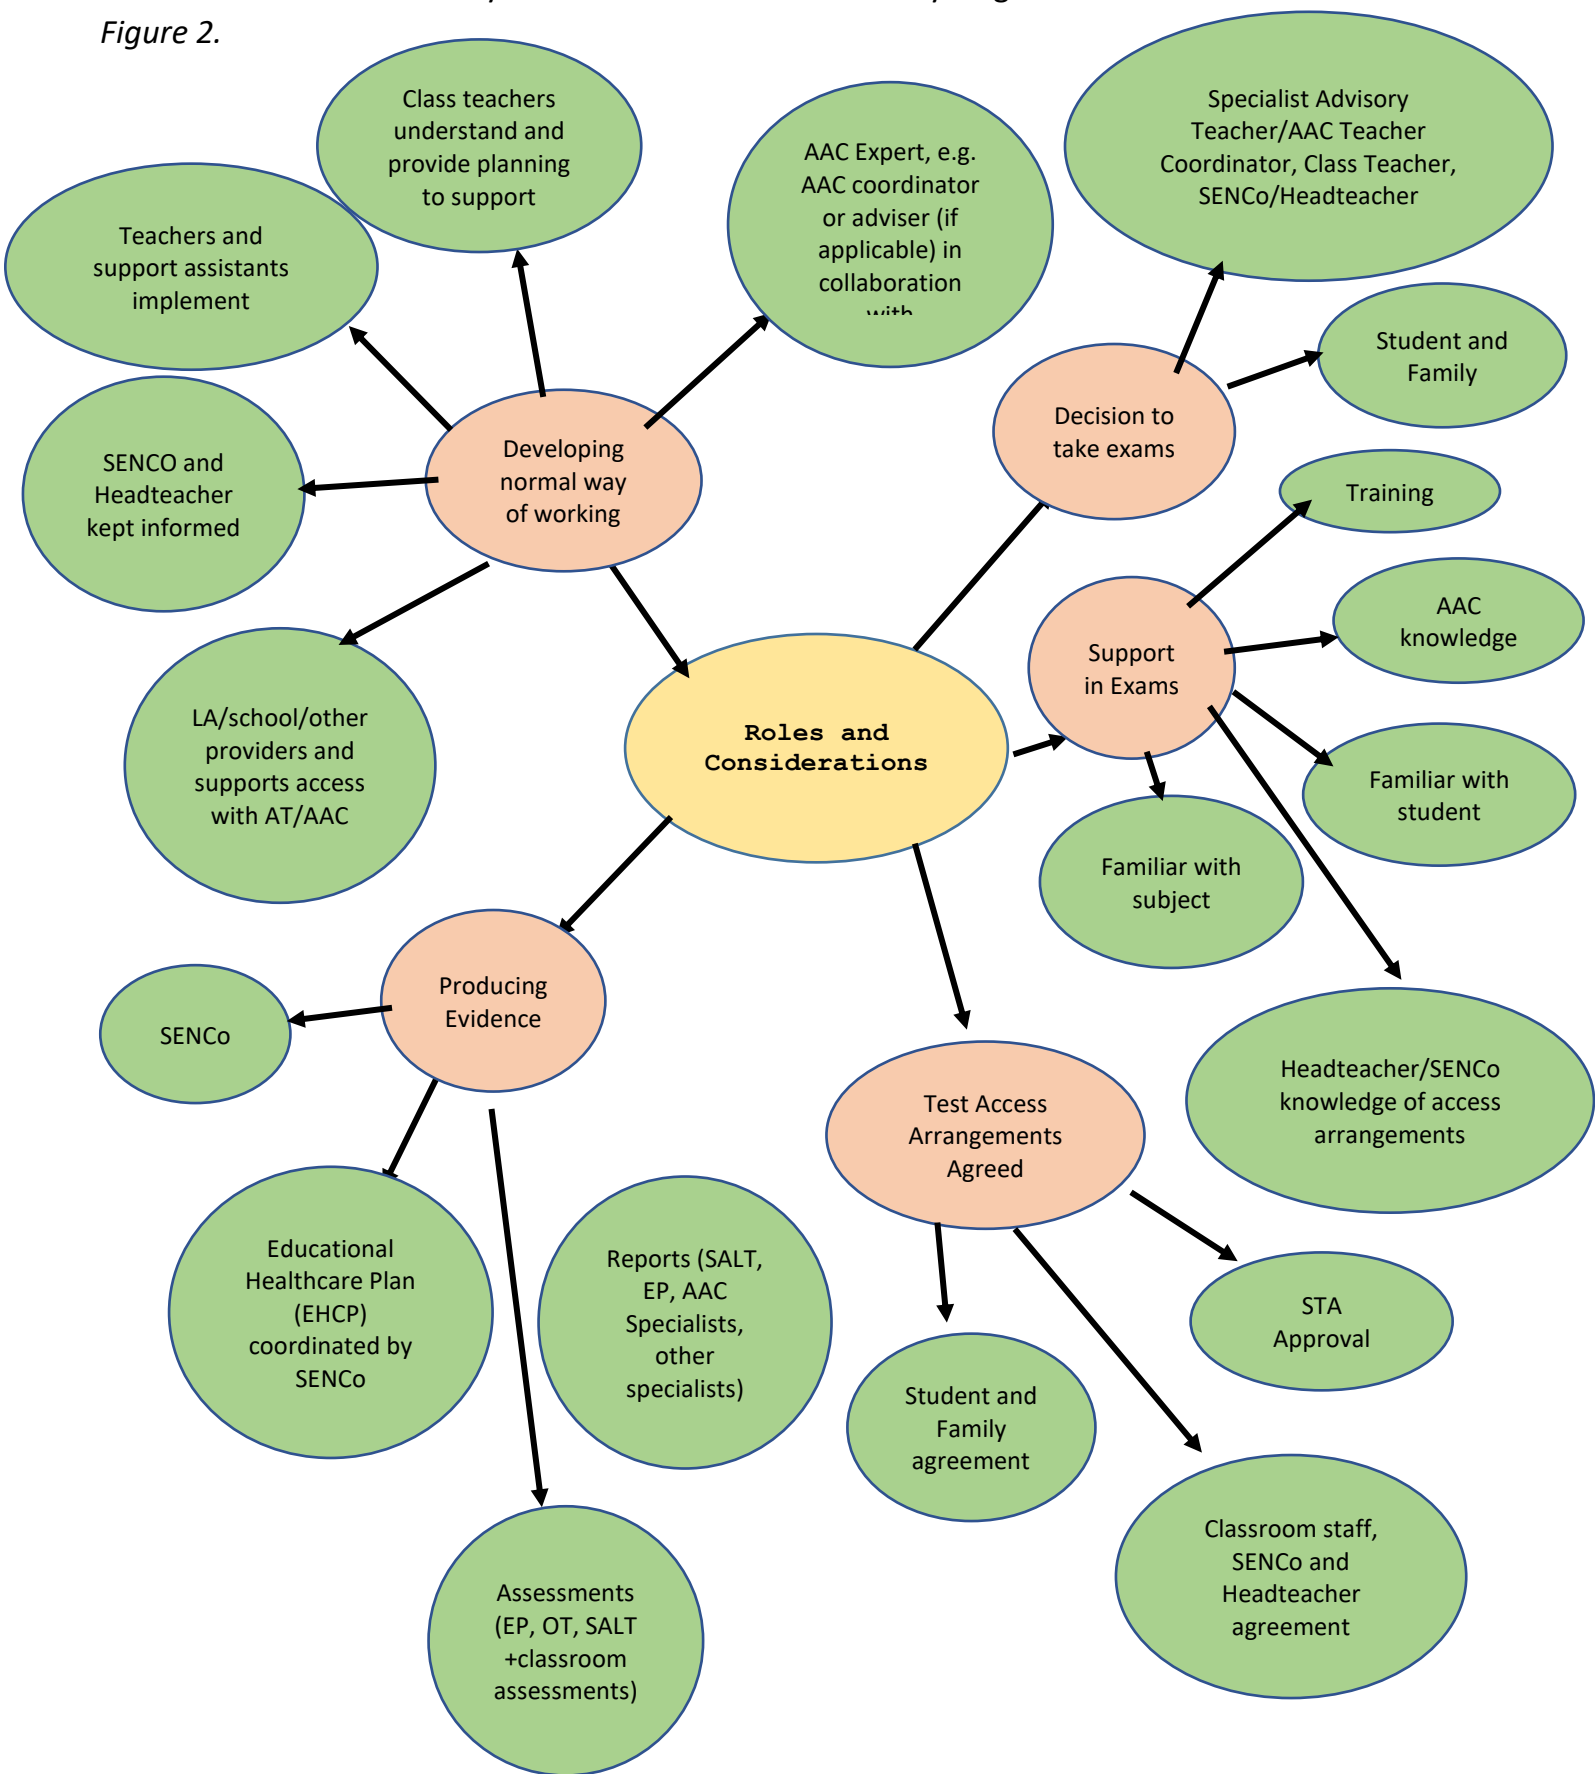 Figure 2.
Class teachers
understand and
provide planning
to support
AAC Expert, e.g.
AAC coordinator
or adviser (if
applicable) in
collaboration
with
Specialist Advisory
Teacher/AAC Teacher
Coordinator, Class Teacher,
SENCo/Headteacher
Teachers and
support assistants
implement
Student and
Family
Decision to
take exams
Developing
normal way
of working
SENCO and
Headteacher
kept informed
Training
AAC
knowledge
Support
in Exams
LA/school/other
providers and
supports access
with AT/AAC
Roles and
Considerations
Familiar with
student
Familiar with
subject
Producing
Evidence
SENCo
Headteacher/SENCo
knowledge of access
arrangements
Test Access
Arrangements
Agreed
Educational
Healthcare Plan
(EHCP)
coordinated by
SENCo
Reports (SALT,
EP, AAC
Specialists,
other
specialists)
STA
Approval
Student and
Family
agreement
Classroom staff,
SENCo and
Headteacher
agreement
Assessments
(EP, OT, SALT
+classroom
assessments)